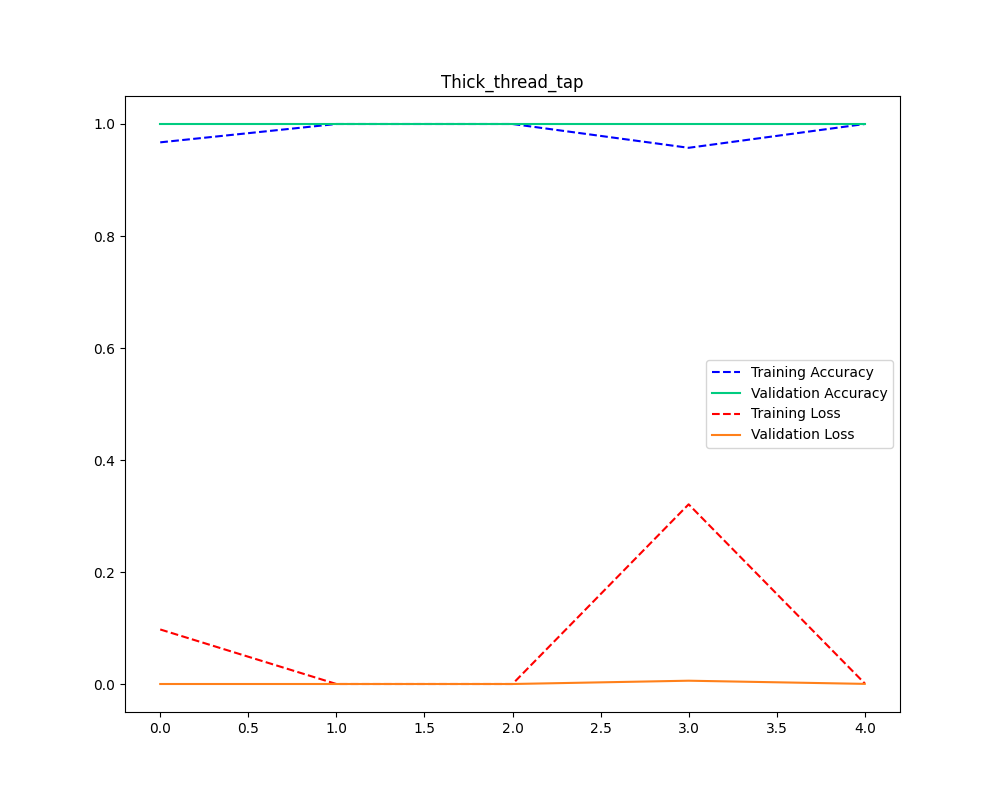 Thick_thread_tap
1.0
0.8
0.6
0.4
0.2
0.0
Training Accuracy
Validation Accuracy
Training Loss
Validation Loss
0.0 0.5 1.0 1.5 2.0 2.5 3.0 3.5 4.0